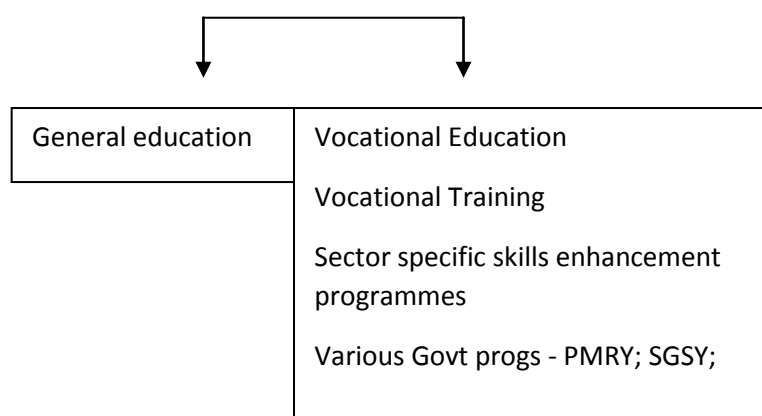 General education
Vocational Education
Vocational Training
Sector specific skills enhancement
programmes
Various Govt progs - PMRY; SGSY;